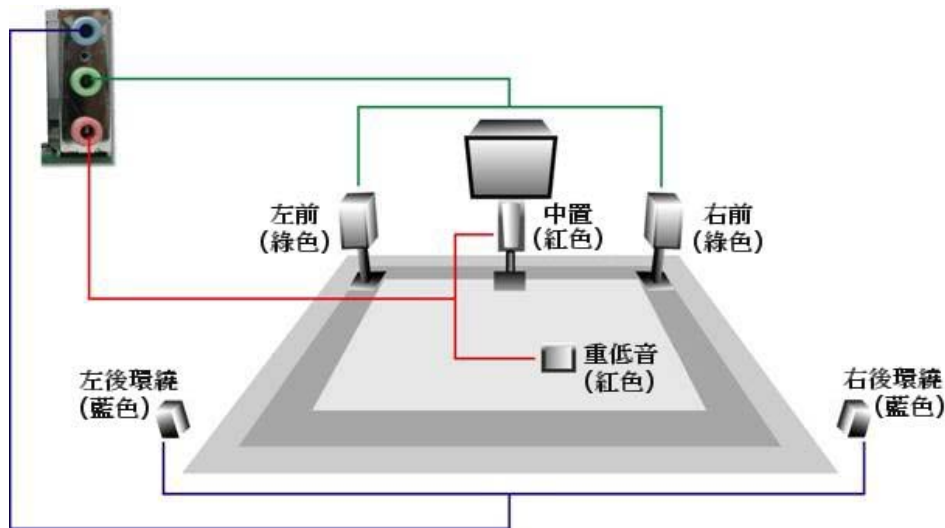 左前
(綠色)
中置
(紅色)
右前
(綠色)
重低音
(紅色)
左後環繞
(藍色)
右後環繞
(藍色)